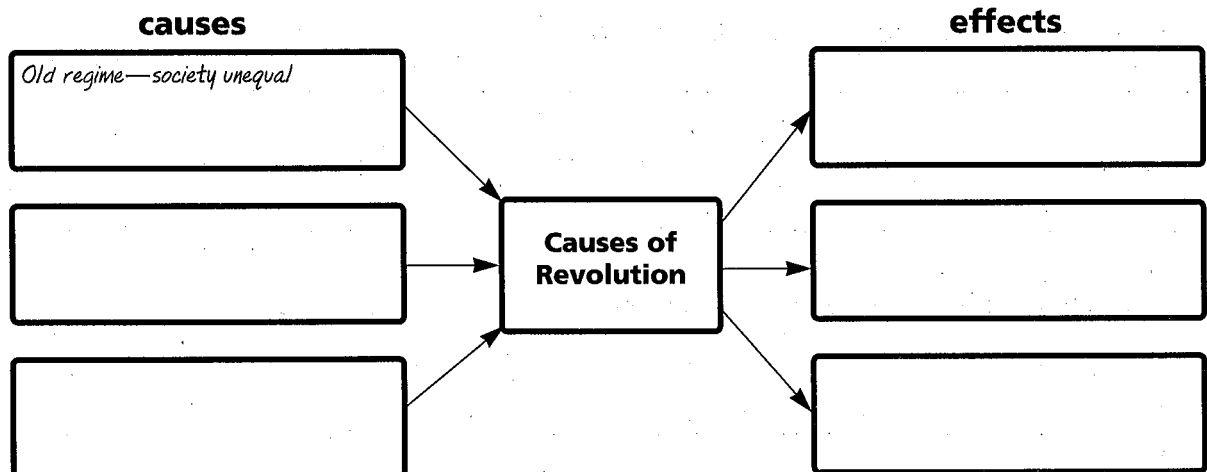 causes
effects
Old regime—society unequal
Causes of
Revolution